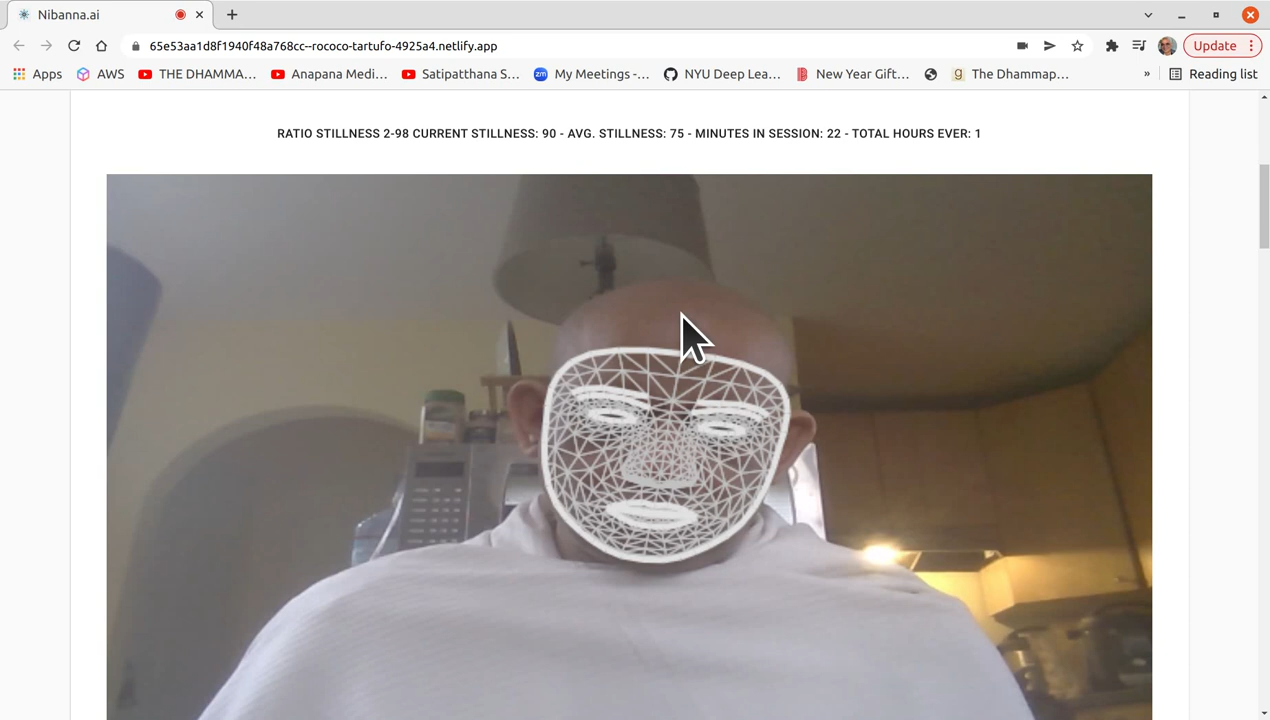 Nibanna.ai
65e53aa1d8f1940f48a768cc--rococo-tartufo-4925a4.netlify.app
Update
Apps
AWS
THE DHAMMA...
Anapana Medi...
Satipatthana S...
zm
My Meetings -...
NYU Deep Lea...
New Year Gift...
g
The Dhammap...
»
Reading list
RATIO STILLNESS 2-98 CURRENT STILLNESS: 90 - AVG. STILLNESS: 75 - MINUTES IN SESSION: 22 - TOTAL HOURS EVER: 1